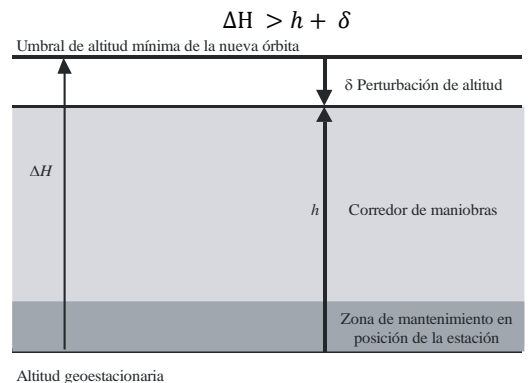 ΔH > h + δ
Umbral de altitud mínima de la nueva órbita
δ Perturbación de altitud
ΔH
h
Corredor de maniobras
Zona de mantenimiento en
posición de la estación
Altitud geoestacionaria